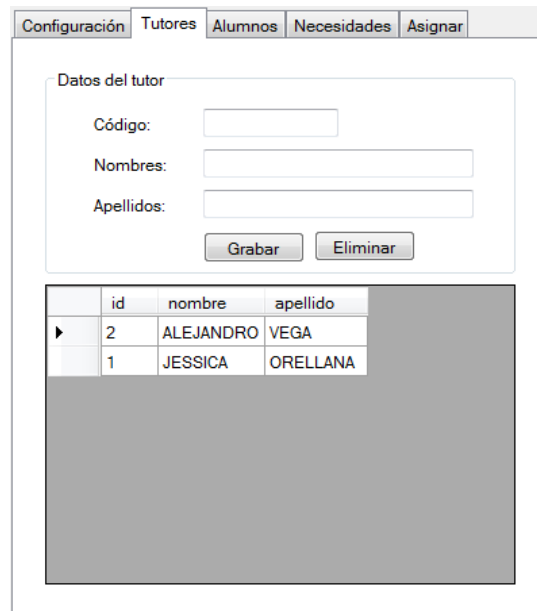 Configuración Tutores Alumnos Necesidades Asignar
Datos del tutor
Código:
Nombres:
Apellidos:
Grabar Eliminar
id nombre apellido
2 ALEJANDRO VEGA
1 JESSICA ORELLANA